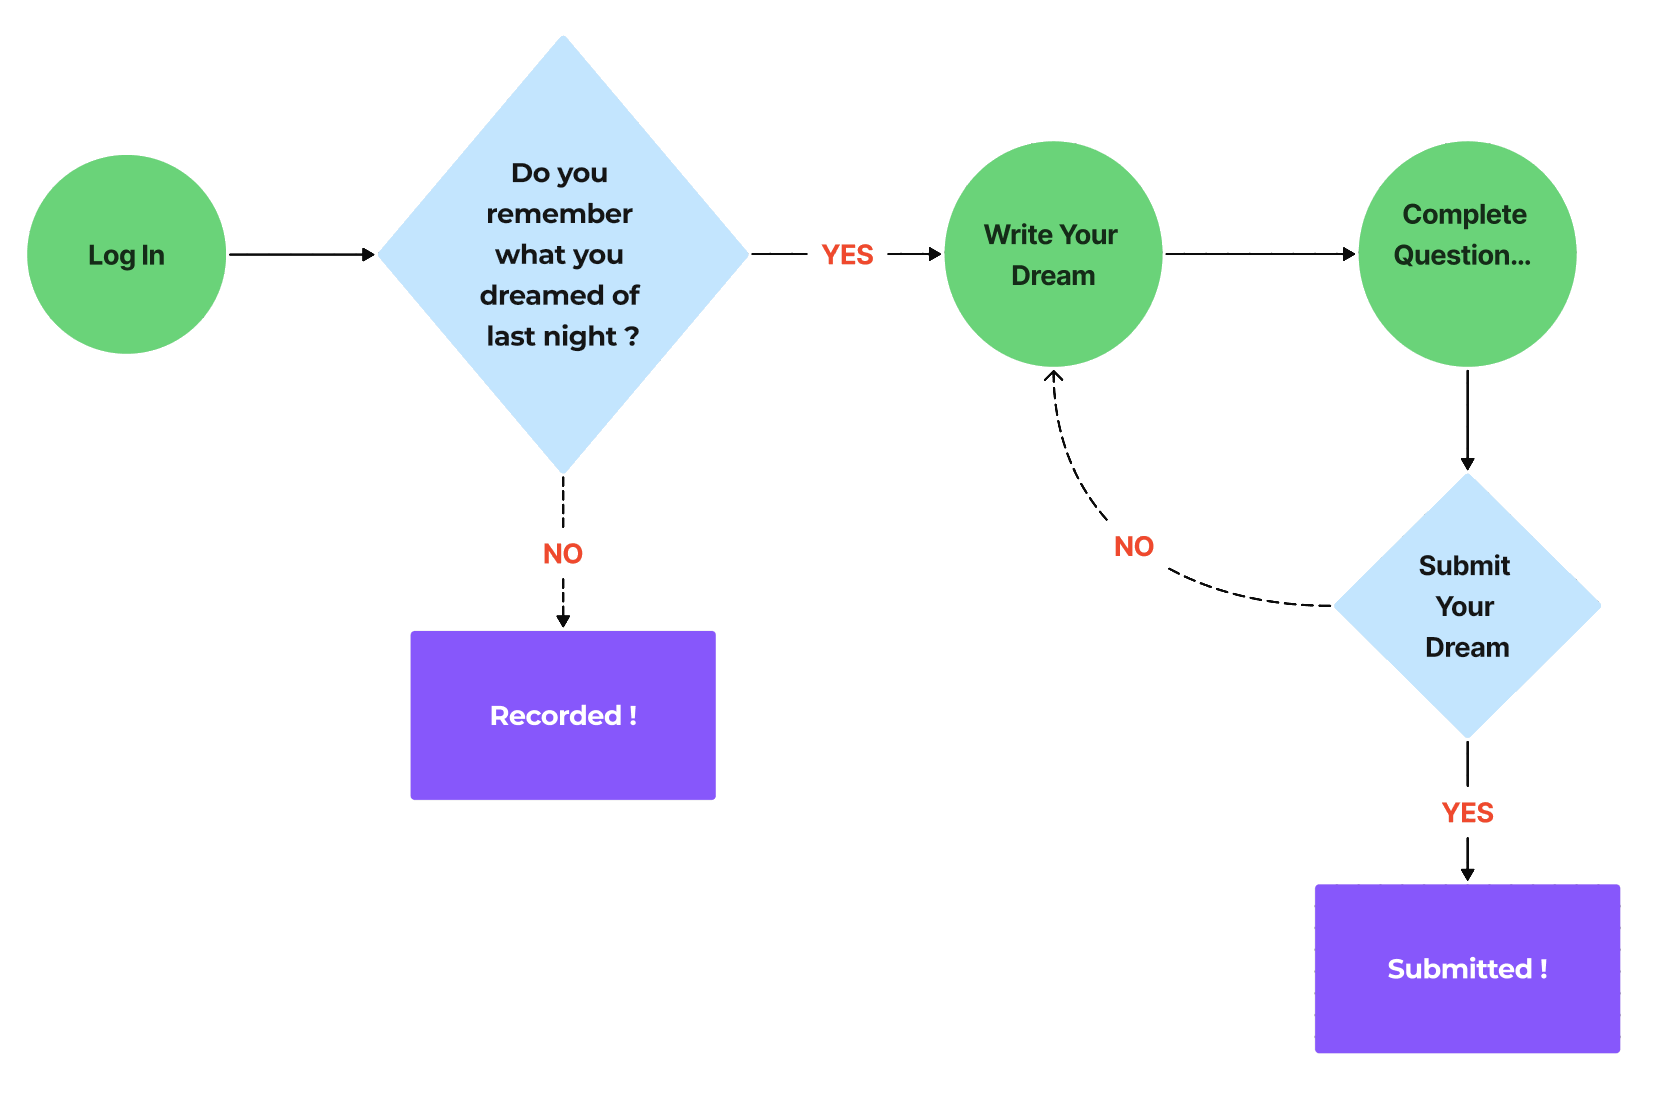 Log In
Do you
remember
what you
dreamed of
last night ?
YES
Write Your
Dream
Complete
Question...
NO
Recorded !
NO
Submit
Your
Dream
YES
Submitted !